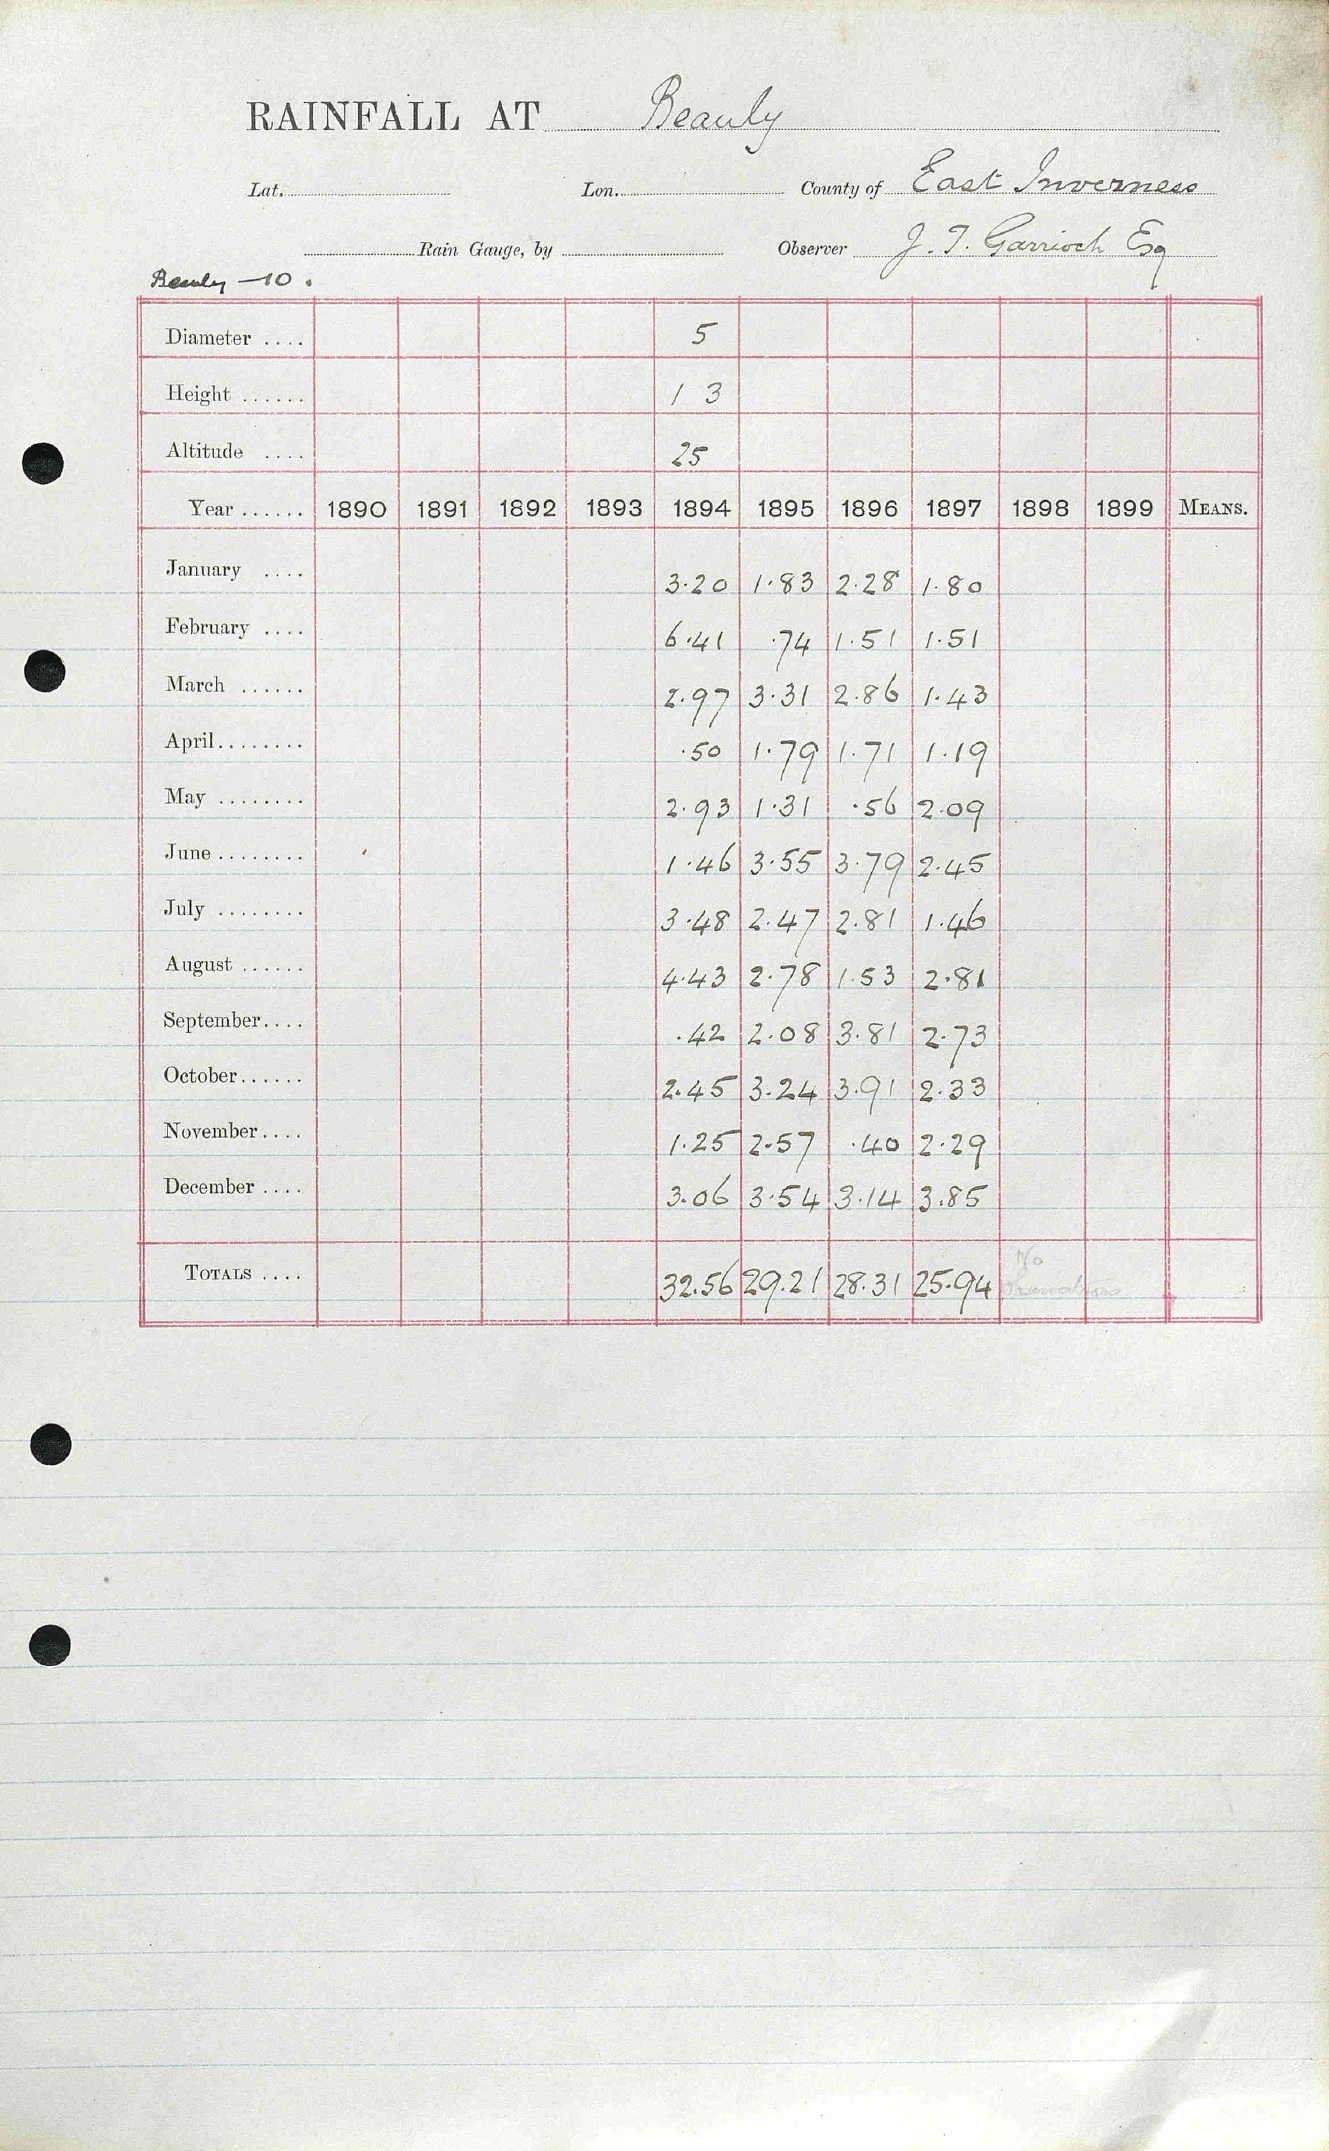 RAINFALL AT Beauly
Lat. Lon. County of East Inverness
Rain Gauge, by Observer J. T. Garrioch Esq
Beauly - 10 .
Diameter .... 5
Height ...... 1 3
Altitude .... 25
Year ...... 1890 1891 1892 1893 1894 1895 1896 1897 1898 1899 MEANS.
January .... 3.20 1.83 2.28 1.80
February .... 6.41 .74 1.51 1.51
March ...... 2.97 3.31 2.86 1.43
April........ .50 1.79 1.71 1.19
May ........ 2.93 1.31 .56 2.09
June ........ 1.46 3.55 3.79 2.45
July ........ 3.48 2.47 2.81 1.46
August ...... 4.43 2.78 1.53 2.81
September.... .42 2.08 3.81 2.73
October...... 2.45 3.24 3.91 2.33
November.... 1.25 2.57 .40 2.29
December .... 3.06 3.54 3.14 3.85
TOTALS .... 32.56 29.21 28.31 25.94 No